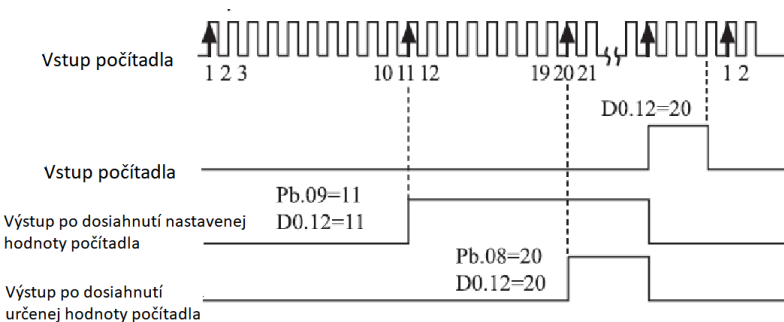 Vstup počítadla
1 2 3
10 11 12
19 20 21
1 2
D0.12=20
Vstup počítadla
Pb.09=11
D0.12=11
Výstup po dosiahnutí nastavenej
hodnoty počítadla
Pb.08=20
D0.12=20
Výstup po dosiahnutí
určenej hodnoty počítadla